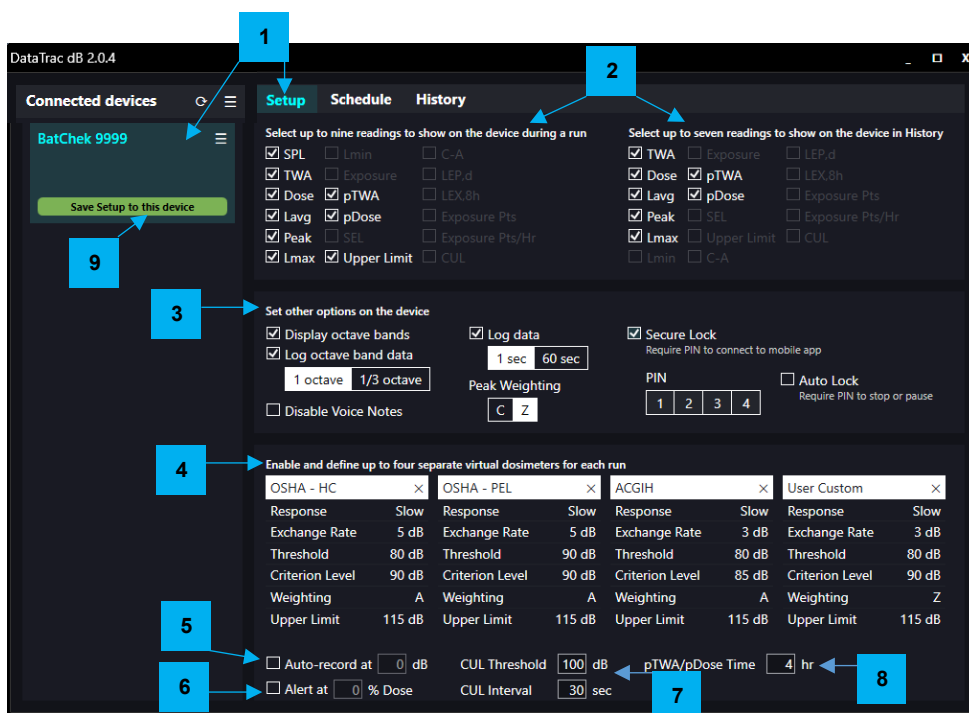 1
DataTrac dB 2.0.4
2
Connected devices
Setup Schedule History
BatChek 9999
Save Setup to this device
9
Select up to nine readings to show on the device during a run
SPL Lmin C-A
TWA Exposure LEP,d
Dose pTWA LEX,8h
Lavg pDose Exposure Pts
Peak SEL Exposure Pts/Hr
Lmax Upper Limit CUL
Select up to seven readings to show on the device in History
TWA Exposure LEP,d
Dose pTWA LEX,8h
Lavg pDose Exposure Pts
Peak SEL Exposure Pts/Hr
Lmax Upper Limit CUL
Lmin C-A
3
Set other options on the device
Display octave bands
Log octave band data
1 octave 1/3 octave
Disable Voice Notes
Log data
1 sec 60 sec
Peak Weighting
C Z
Secure Lock
Require PIN to connect to mobile app
PIN
1 2 3 4
Auto Lock
Require PIN to stop or pause
4
Enable and define up to four separate virtual dosimeters for each run
OSHA - HC OSHA - PEL ACGIH User Custom
Response Slow Response Slow Response Slow Response Slow
Exchange Rate 5 dB Exchange Rate 5 dB Exchange Rate 3 dB Exchange Rate 3 dB
Threshold 80 dB Threshold 90 dB Threshold 80 dB Threshold 80 dB
Criterion Level 90 dB Criterion Level 90 dB Criterion Level 85 dB Criterion Level 90 dB
Weighting A Weighting A Weighting A Weighting Z
Upper Limit 115 dB Upper Limit 115 dB Upper Limit 115 dB Upper Limit 115 dB
5
Auto-record at 0 dB CUL Threshold 100 dB pTWA/pDose Time 4 hr
6
Alert at 0 % Dose CUL Interval 30 sec
7
8